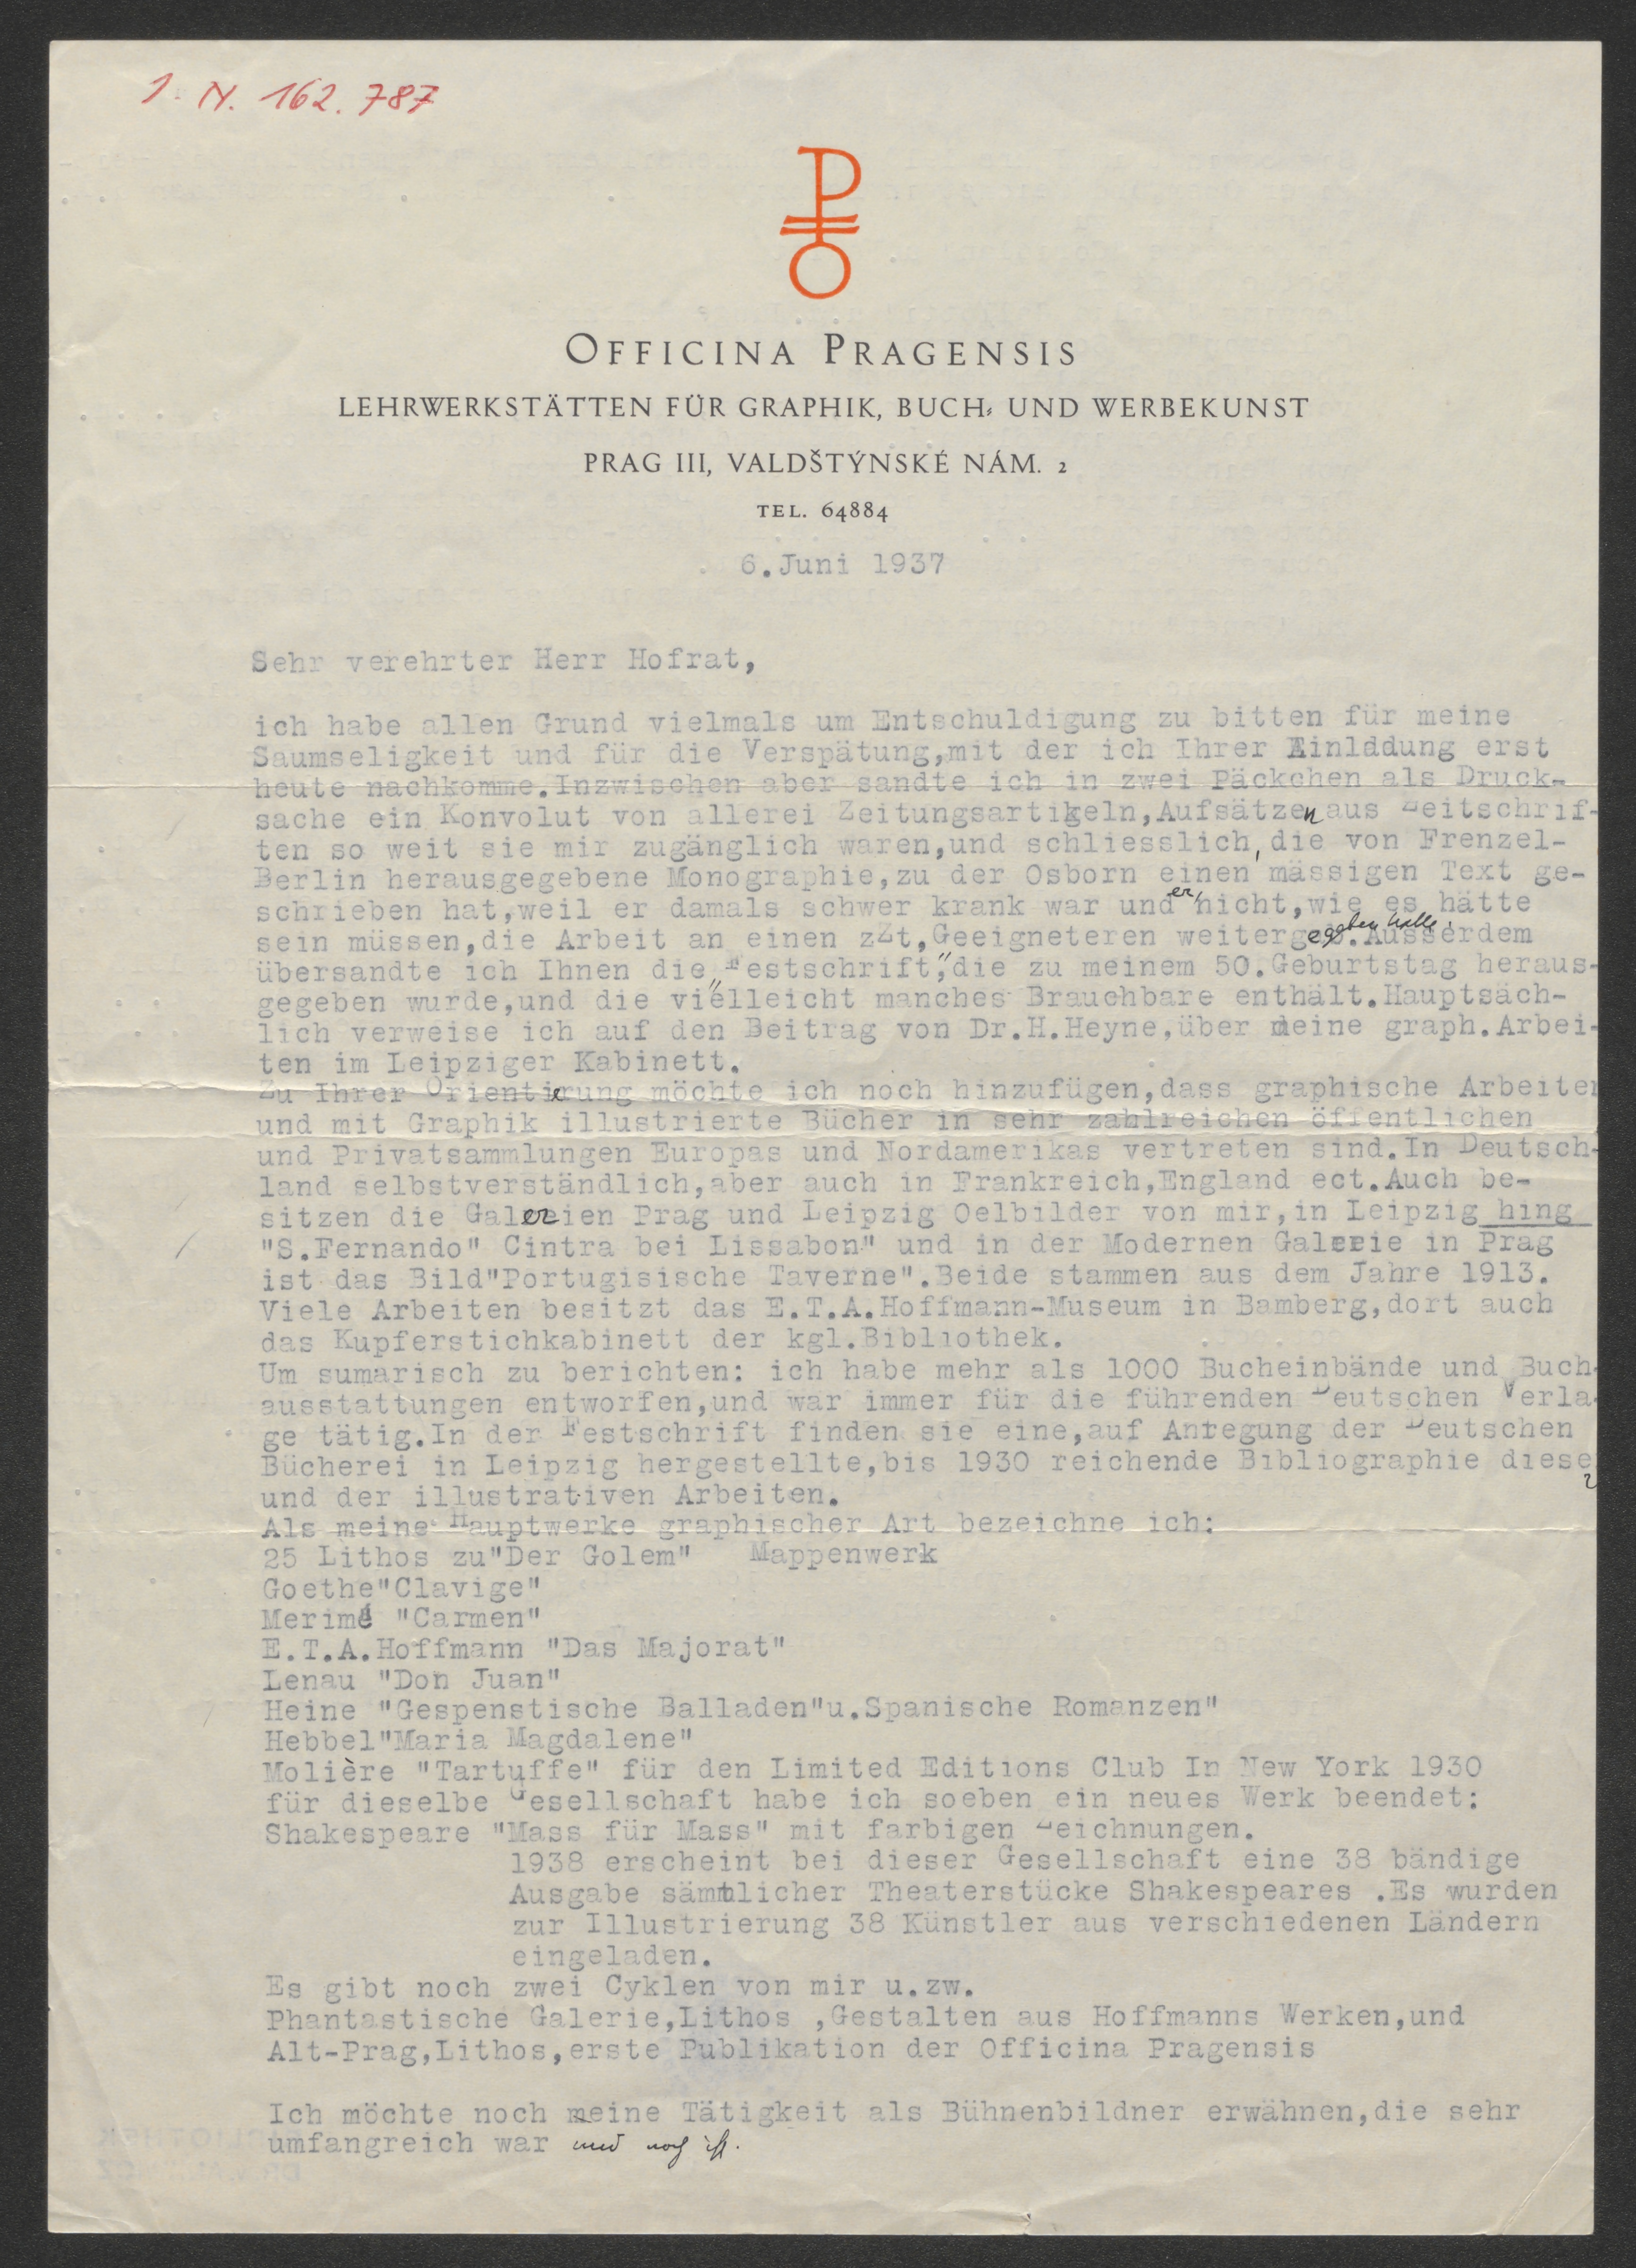 J. N. 162.787
OFFICINA PRAGENSIS
LEHRWERKSTÄTTEN FÜR GRAPHIK, BUCH- UND WERBEKUNST
PRAG III, VALDŠTÝNSKÉ NÁM. 2
TEL. 64884
6.Juni 1937
Sehr verehrter Herr Hofrat,
ich habe allen Grund vielmals um Entschuldigung zu bitten für meine
Saumseligkeit und für die Verspätung,mit der ich Ihrer Einladung erst
heute nachkomme.Inzwischen aber sandte ich in zwei Päckchen als Druck-
sache ein Konvolut von allerei Zeitungsartikeln,Aufsätzen aus Zeitschrif-
ten so weit sie mir zugänglich waren,und schliesslich, die von Frenzel-
Berlin herausgegebene Monographie,zu der Osborn einen mässigen Text ge-
schrieben hat,weil er damals schwer krank war und er nicht,wie es hätte
sein müssen,die Arbeit an einen zZt,Geeigneteren weitergegeben hatte.Ausserdem
übersandte ich Ihnen die „Festschrift",die zu meinem 50.Geburtstag heraus-
gegeben wurde,und die vielleicht manches Brauchbare enthält.Hauptsäch-
lich verweise ich auf den Beitrag von Dr.H.Heyne,über meine graph.Arbei-
ten im Leipziger Kabinett.
Zu Ihrer Orientierung möchte ich noch hinzufügen,dass graphische Arbeiten
und mit Graphik illustrierte Bücher in sehr zahlreichen öffentlichen
und Privatsammlungen Europas und Nordamerikas vertreten sind.In Deutsch-
land selbstverständlich,aber auch in Frankreich,England ect.Auch be-
sitzen die Galerien Prag und Leipzig Oelbilder von mir,in Leipzig hing
"S.Fernando" Cintra bei Lissabon" und in der Modernen Galerie in Prag
ist das Bild"Portugisische Taverne".Beide stammen aus dem Jahre 1913.
Viele Arbeiten besitzt das E.T.A.Hoffmann-Museum in Bamberg,dort auch
das Kupferstichkabinett der kgl.Bibliothek.
Um sumarisch zu berichten: ich habe mehr als 1000 Bucheinbände und Buch-
ausstattungen entworfen,und war immer für die führenden Deutschen Verla-
ge tätig.In der Festschrift finden sie eine,auf Anregung der Deutschen
Bücherei in Leipzig hergestellte,bis 1930 reichende Bibliographie dieser
und der illustrativen Arbeiten.
Als meine Hauptwerke graphischer Art bezeichne ich:
25 Lithos zu"Der Golem" Mappenwerk
Goethe"Clavige"
Merimé "Carmen"
E.T.A.Hoffmann "Das Majorat"
Lenau "Don Juan"
Heine "Gespenstische Balladen"u.Spanische Romanzen"
Hebbel"Maria Magdalene"
Molière "Tartuffe" für den Limited Editions Club In New York 1930
für dieselbe Gesellschaft habe ich soeben ein neues Werk beendet:
Shakespeare "Mass für Mass" mit farbigen Zeichnungen.
1938 erscheint bei dieser Gesellschaft eine 38 bändige
Ausgabe sämtlicher Theaterstücke Shakespeares .Es wurden
zur Illustrierung 38 Künstler aus verschiedenen Ländern
eingeladen.
Es gibt noch zwei Cyklen von mir u.zw.
Phantastische Galerie,Lithos ,Gestalten aus Hoffmanns Werken,und
Alt-Prag,Lithos,erste Publikation der Officina Pragensis
Ich möchte noch meine Tätigkeit als Bühnenbildner erwähnen,die sehr
umfangreich war und noch ist.